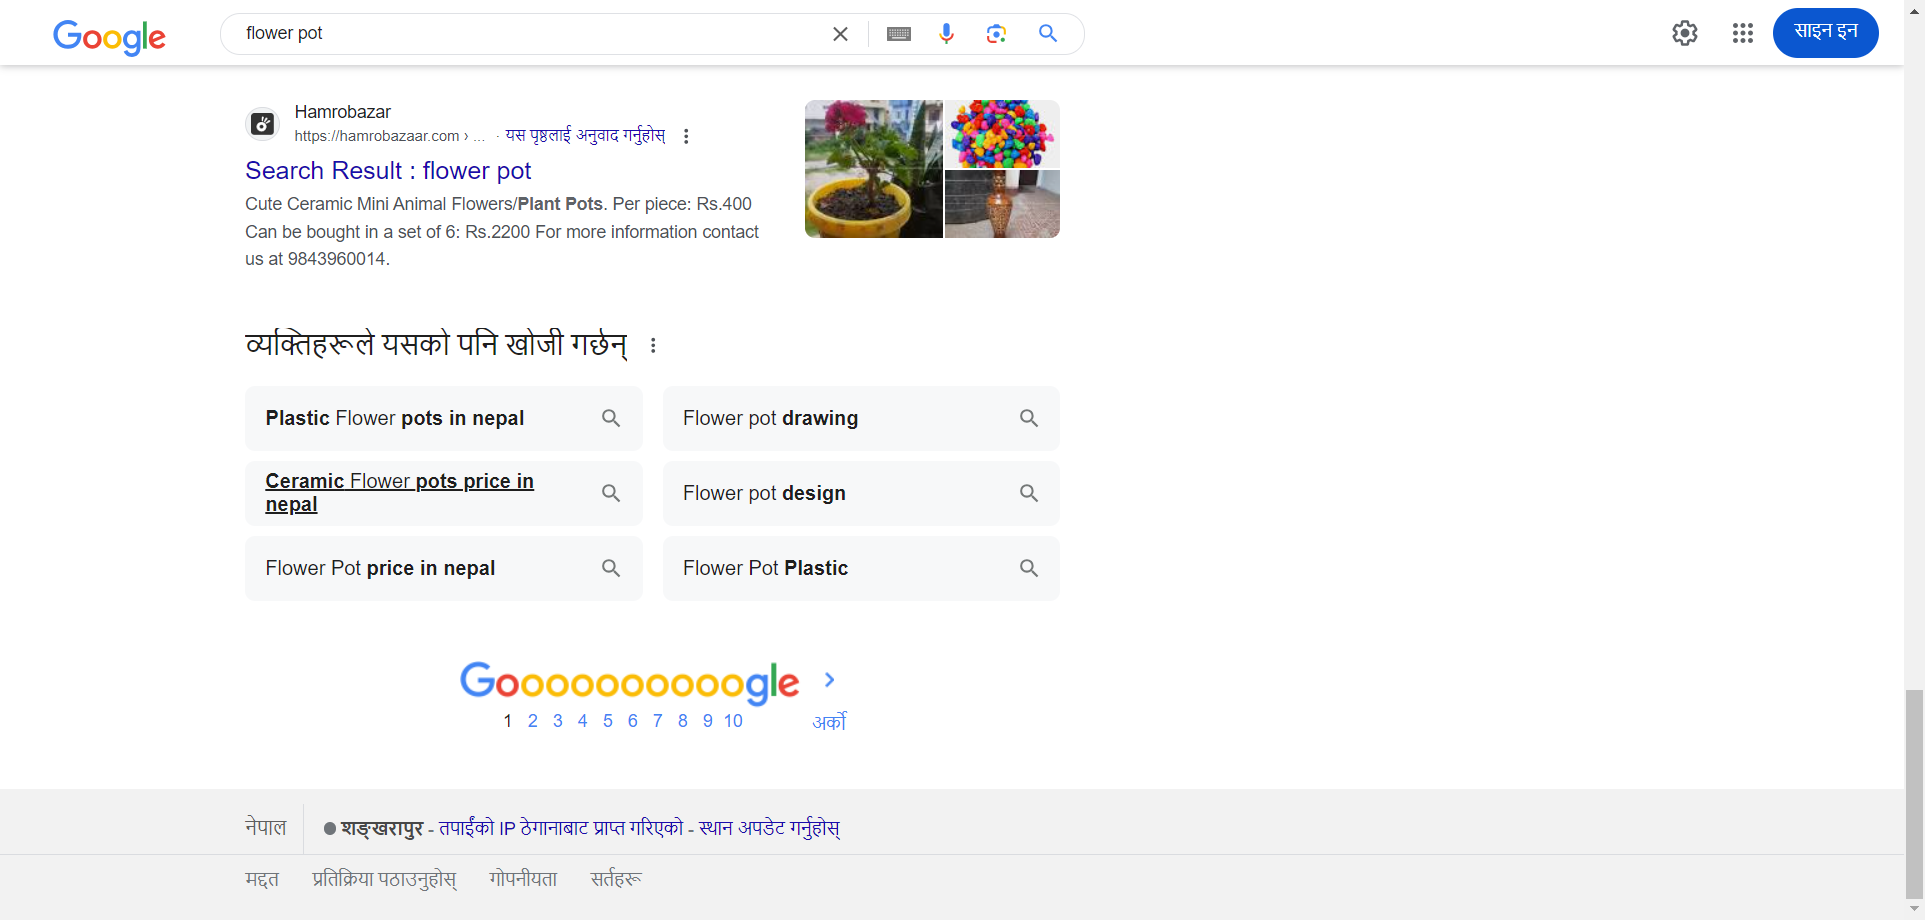 Google
flower pot
साइन इन
Hamrobazar
https://hamrobazaar.com › ... · यस पृष्ठलाई अनुवाद गर्नुहोस्
Search Result : flower pot
Cute Ceramic Mini Animal Flowers/Plant Pots. Per piece: Rs.400
Can be bought in a set of 6: Rs.2200 For more information contact
us at 9843960014.
व्यक्तिहरूले यसको पनि खोजी गर्छन्
Plastic Flower pots in nepal
Flower pot drawing
Ceramic Flower pots price in
nepal
Flower pot design
Flower Pot price in nepal
Flower Pot Plastic
Goooooooooogle
1 2 3 4 5 6 7 8 9 10 अर्को
नेपाल
शङ्खरापुर - तपाईंको IP ठेगानाबाट प्राप्त गरिएको - स्थान अपडेट गर्नुहोस्
मद्दत प्रतिक्रिया पठाउनुहोस् गोपनीयता सर्तहरू